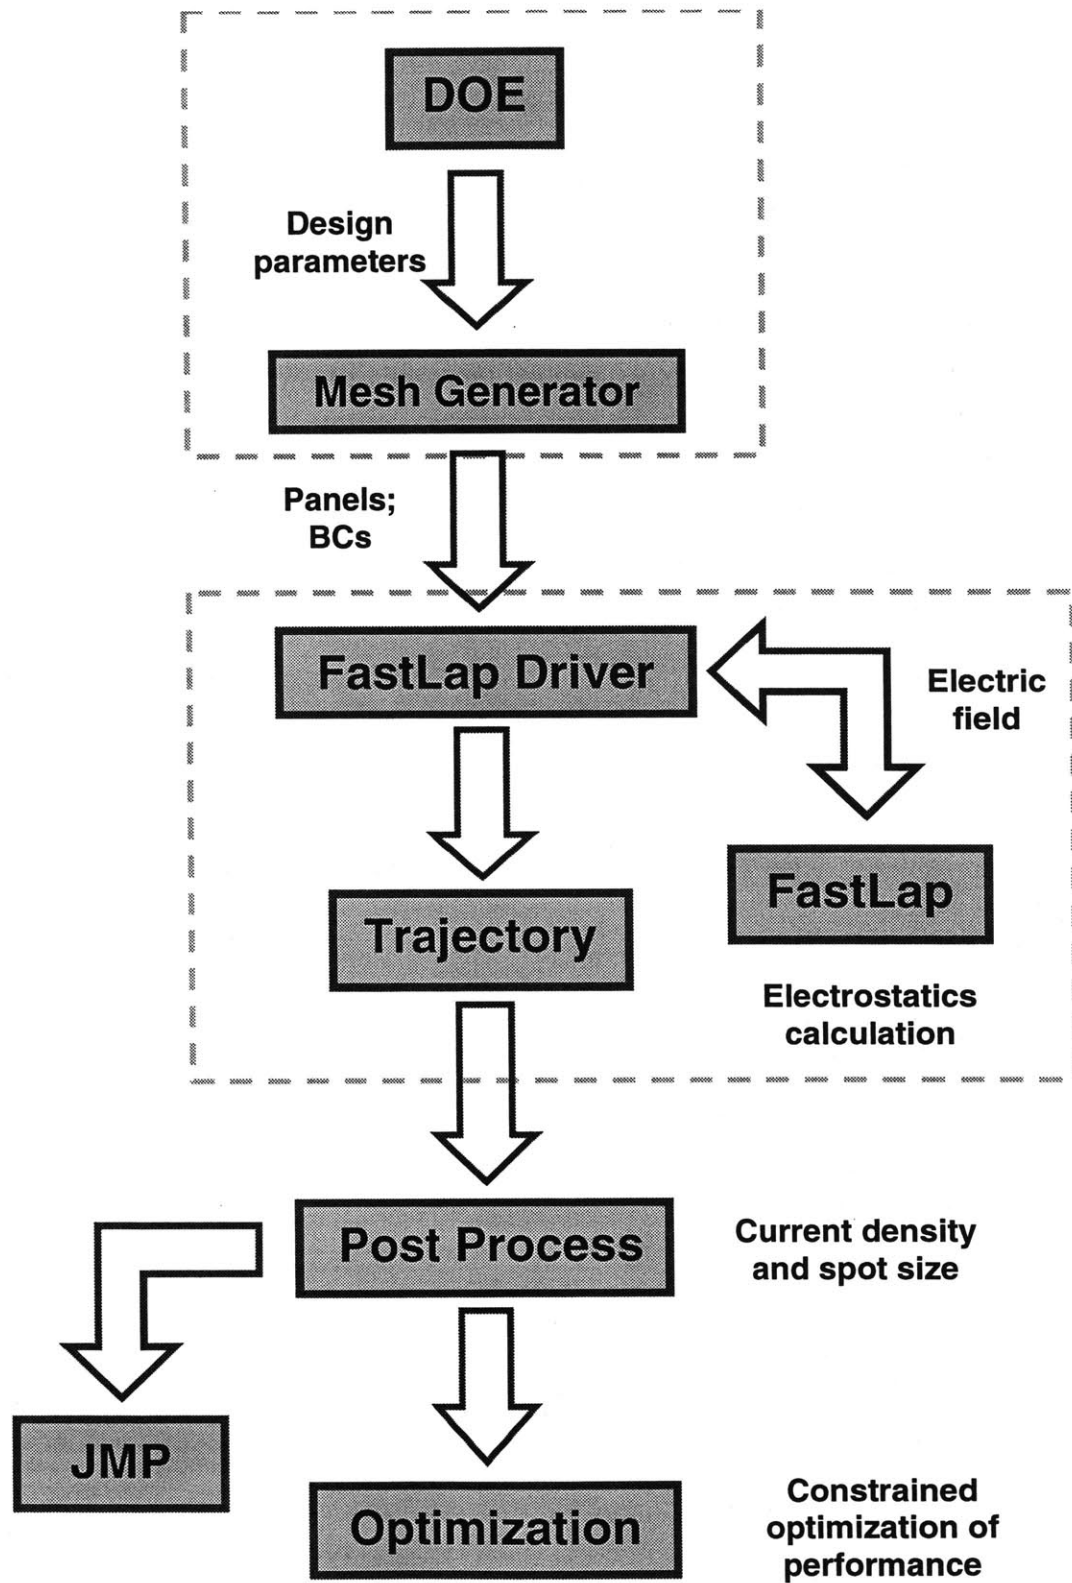 DOE
Design
parameters
Mesh Generator
Panels;
BCs
FastLap Driver
Electric
field
FastLap
Trajectory
Electrostatics
calculation
Post Process
Current density
and spot size
JMP
Optimization
Constrained
optimization of
performance